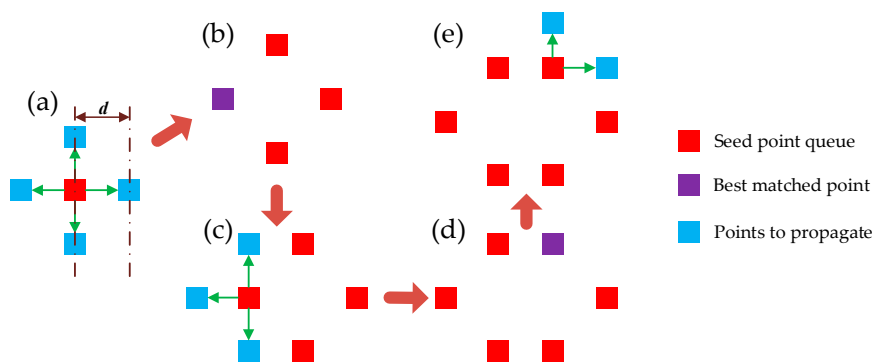 (a)
d
(b)
(c)
(d)
(e)
Seed point queue
Best matched point
Points to propagate